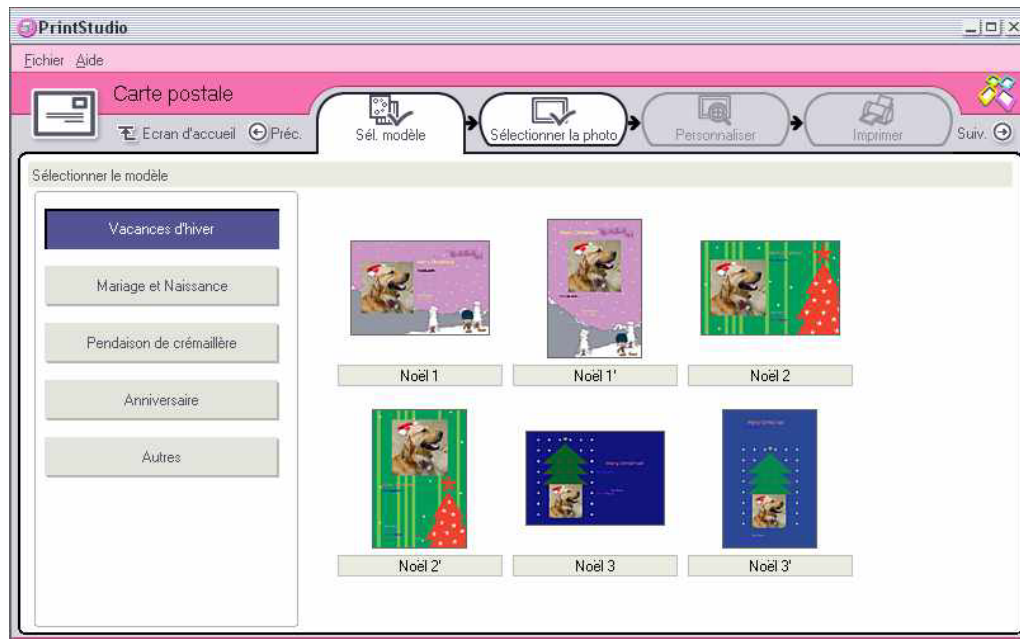 PrintStudio
Fichier Aide
Carte postale
Ecran d'accueil Préc.
Sél. modèle
Sélectionner la photo
Personnaliser
Imprimer
Suiv.
Sélectionner le modèle
Vacances d'hiver
Mariage et Naissance
Pendaison de crémaillère
Anniversaire
Autres
Noël 1
Noël 1'
Noël 2
Noël 2'
Noël 3
Noël 3'